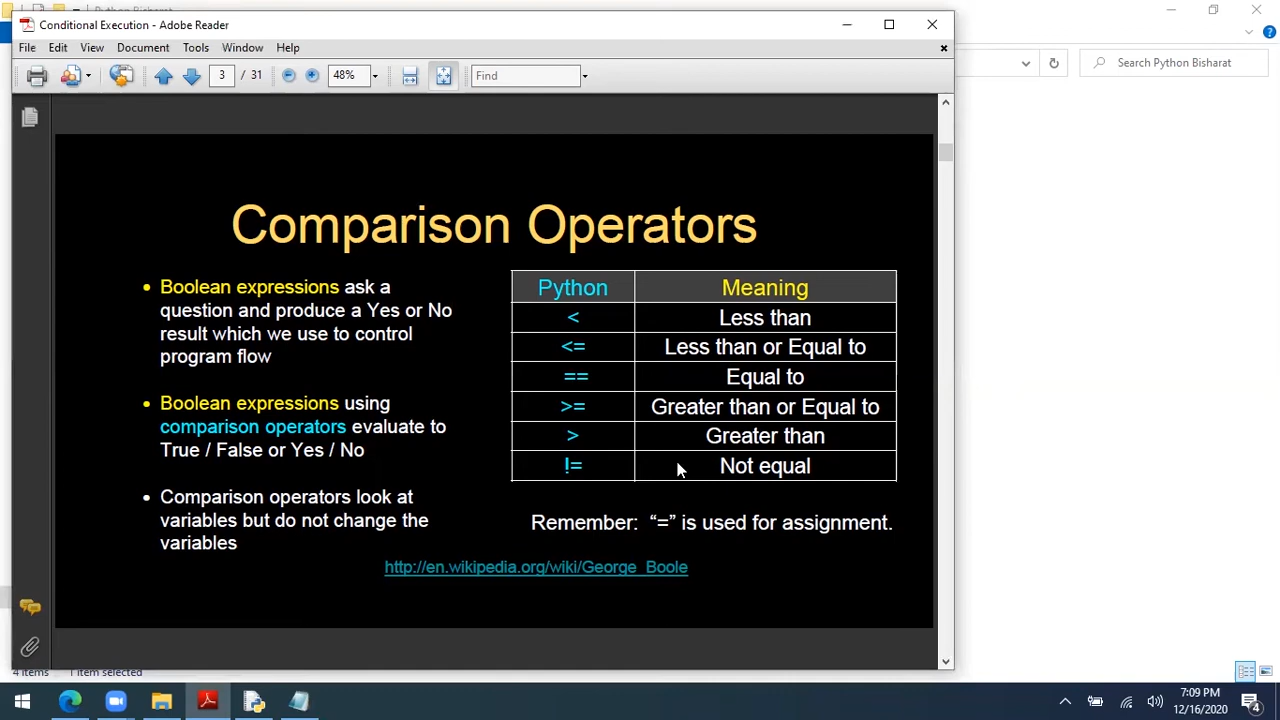 Python Bisharat
Conditional Execution - Adobe Reader
File Edit View Document Tools Window Help
3 / 31 48% Find
Search Python Bisharat
Comparison Operators
• Boolean expressions ask a
question and produce a Yes or No
result which we use to control
program flow
• Boolean expressions using
comparison operators evaluate to
True / False or Yes / No
• Comparison operators look at
variables but do not change the
variables
Python Meaning
< Less than
<= Less than or Equal to
== Equal to
>= Greater than or Equal to
> Greater than
!= Not equal
Remember: “=” is used for assignment.
http://en.wikipedia.org/wiki/George_Boole
4 items 1 item selected
7:09 PM
12/16/2020
4